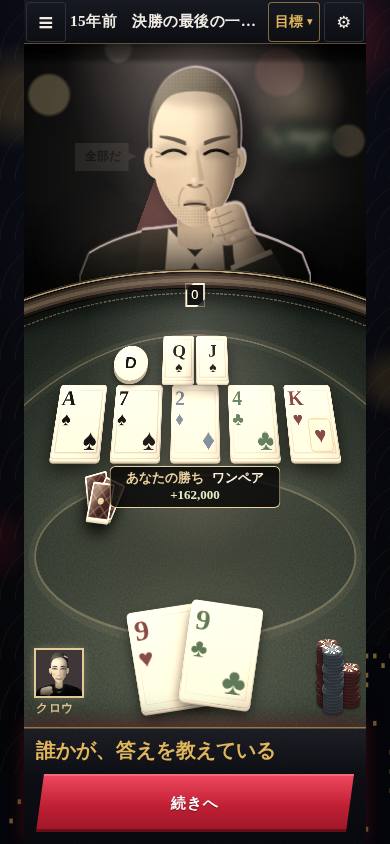 15年前 決勝の最後の一…
目標 ▾
全部だ
0
D
Q
J
A
7
2
4
K
あなたの勝ち ワンペア
+162,000
9
9
クロウ
誰かが、答えを教えている
続きへ